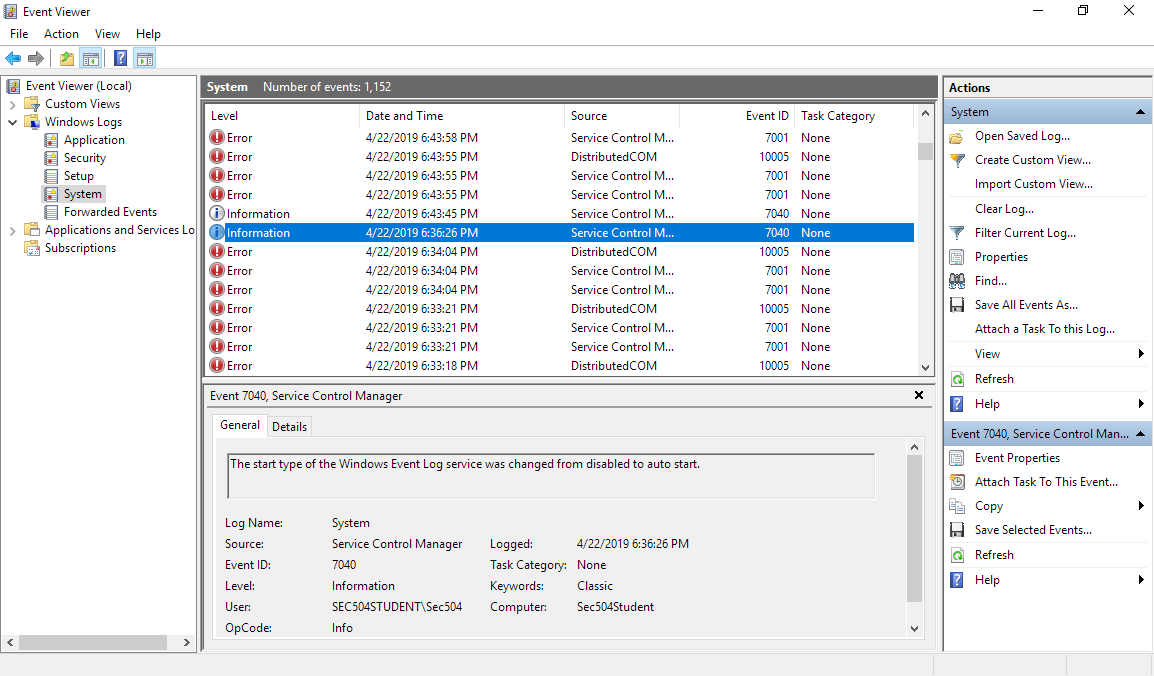 Event Viewer
File Action View Help
Event Viewer (Local)
Custom Views
Windows Logs
Application
Security
Setup
System
Forwarded Events
Applications and Services Lo
Subscriptions
System Number of events: 1,152
Level Date and Time Source Event ID Task Category
Error 4/22/2019 6:43:58 PM Service Control M... 7001 None
Error 4/22/2019 6:43:55 PM DistributedCOM 10005 None
Error 4/22/2019 6:43:55 PM Service Control M... 7001 None
Error 4/22/2019 6:43:55 PM Service Control M... 7001 None
Information 4/22/2019 6:43:45 PM Service Control M... 7040 None
Information 4/22/2019 6:36:26 PM Service Control M... 7040 None
Error 4/22/2019 6:34:04 PM DistributedCOM 10005 None
Error 4/22/2019 6:34:04 PM Service Control M... 7001 None
Error 4/22/2019 6:34:04 PM Service Control M... 7001 None
Error 4/22/2019 6:33:21 PM DistributedCOM 10005 None
Error 4/22/2019 6:33:21 PM Service Control M... 7001 None
Error 4/22/2019 6:33:21 PM Service Control M... 7001 None
Error 4/22/2019 6:33:18 PM DistributedCOM 10005 None
Event 7040, Service Control Manager
General Details
The start type of the Windows Event Log service was changed from disabled to auto start.
Log Name: System
Source: Service Control Manager Logged: 4/22/2019 6:36:26 PM
Event ID: 7040 Task Category: None
Level: Information Keywords: Classic
User: SEC504STUDENT\Sec504 Computer: Sec504Student
OpCode: Info
Actions
System
Open Saved Log...
Create Custom View...
Import Custom View...
Clear Log...
Filter Current Log...
Properties
Find...
Save All Events As...
Attach a Task To this Log...
View
Refresh
Help
Event 7040, Service Control Man...
Event Properties
Attach Task To This Event...
Copy
Save Selected Events...
Refresh
Help